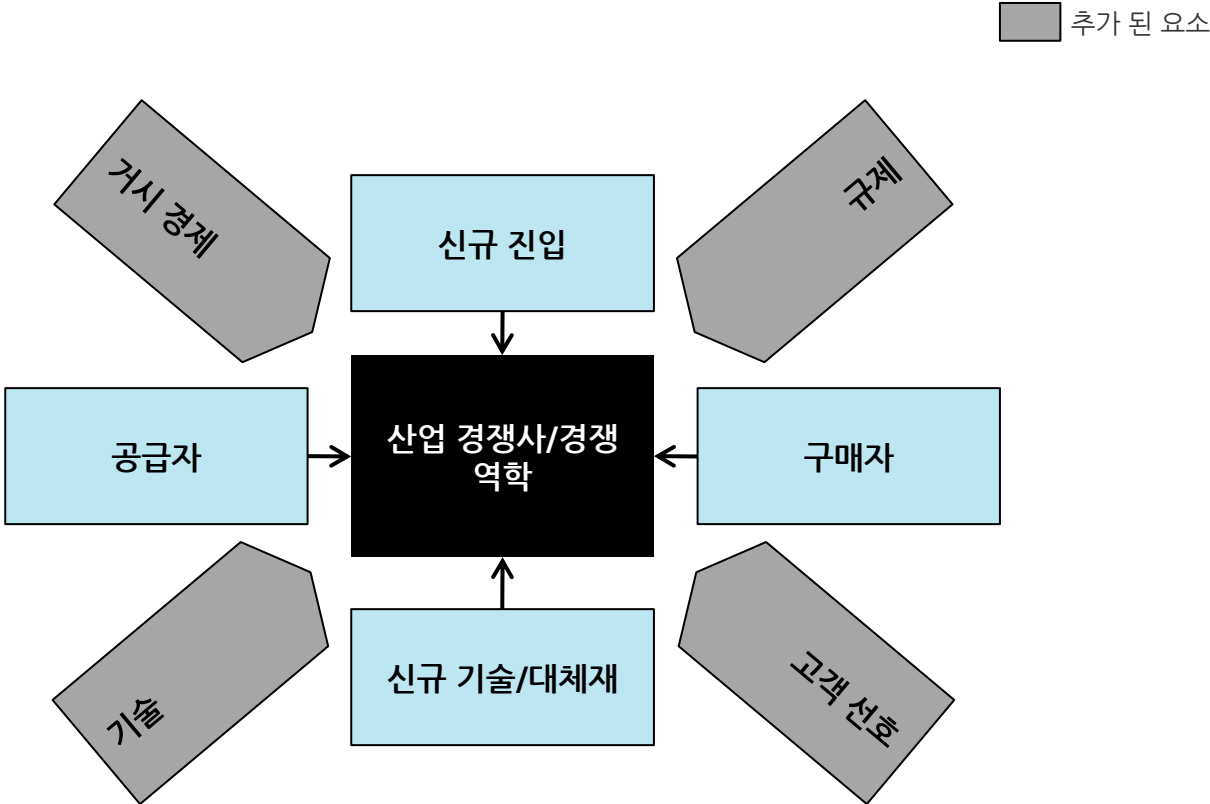 추가 된 요소
거시 경제
규제
신규 진입
공급자
산업 경쟁사/경쟁
역학
구매자
기술
신규 기술/대체재
고객 선호